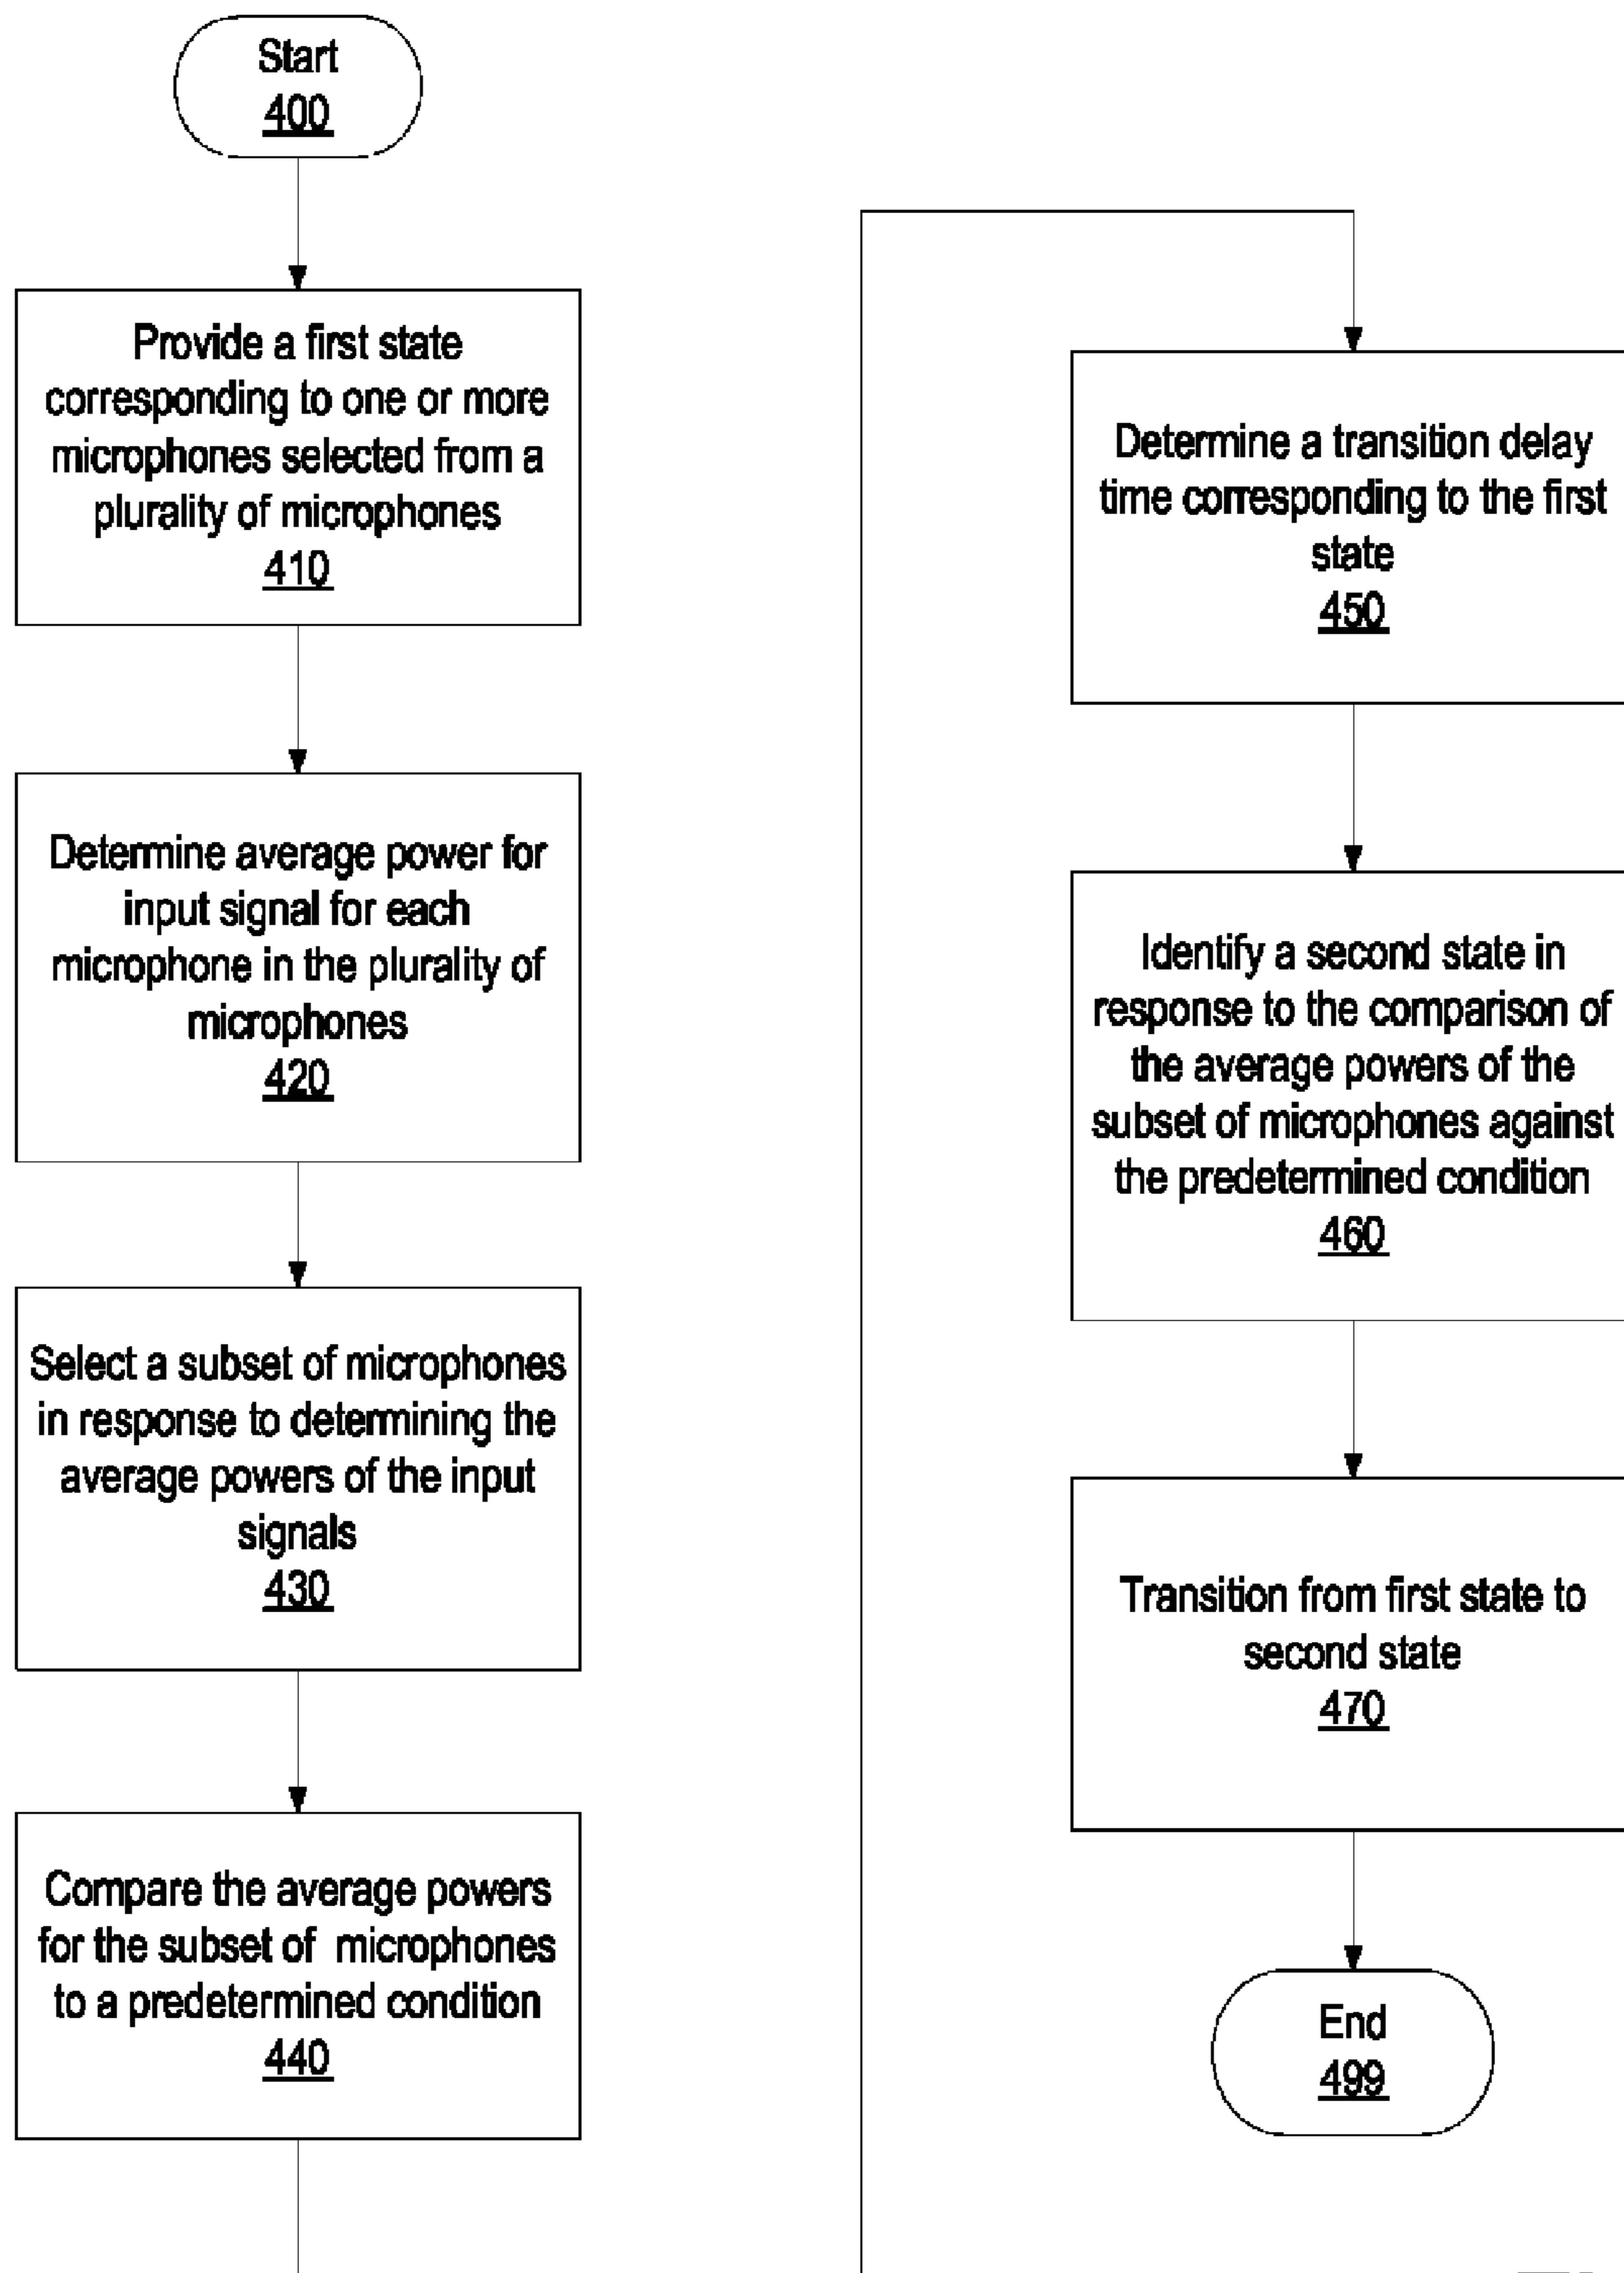 Start
400
Provide a first state
corresponding to one or more
microphones selected from a
plurality of microphones
410
Determine average power for
input signal for each
microphone in the plurality of
microphones
420
Select a subset of microphones
in response to determining the
average powers of the input
signals
430
Compare the average powers
for the subset of microphones
to a predetermined condition
440
Determine a transition delay
time corresponding to the first
state
450
Identify a second state in
response to the comparison of
the average powers of the
subset of microphones against
the predetermined condition
460
Transition from first state to
second state
470
End
499